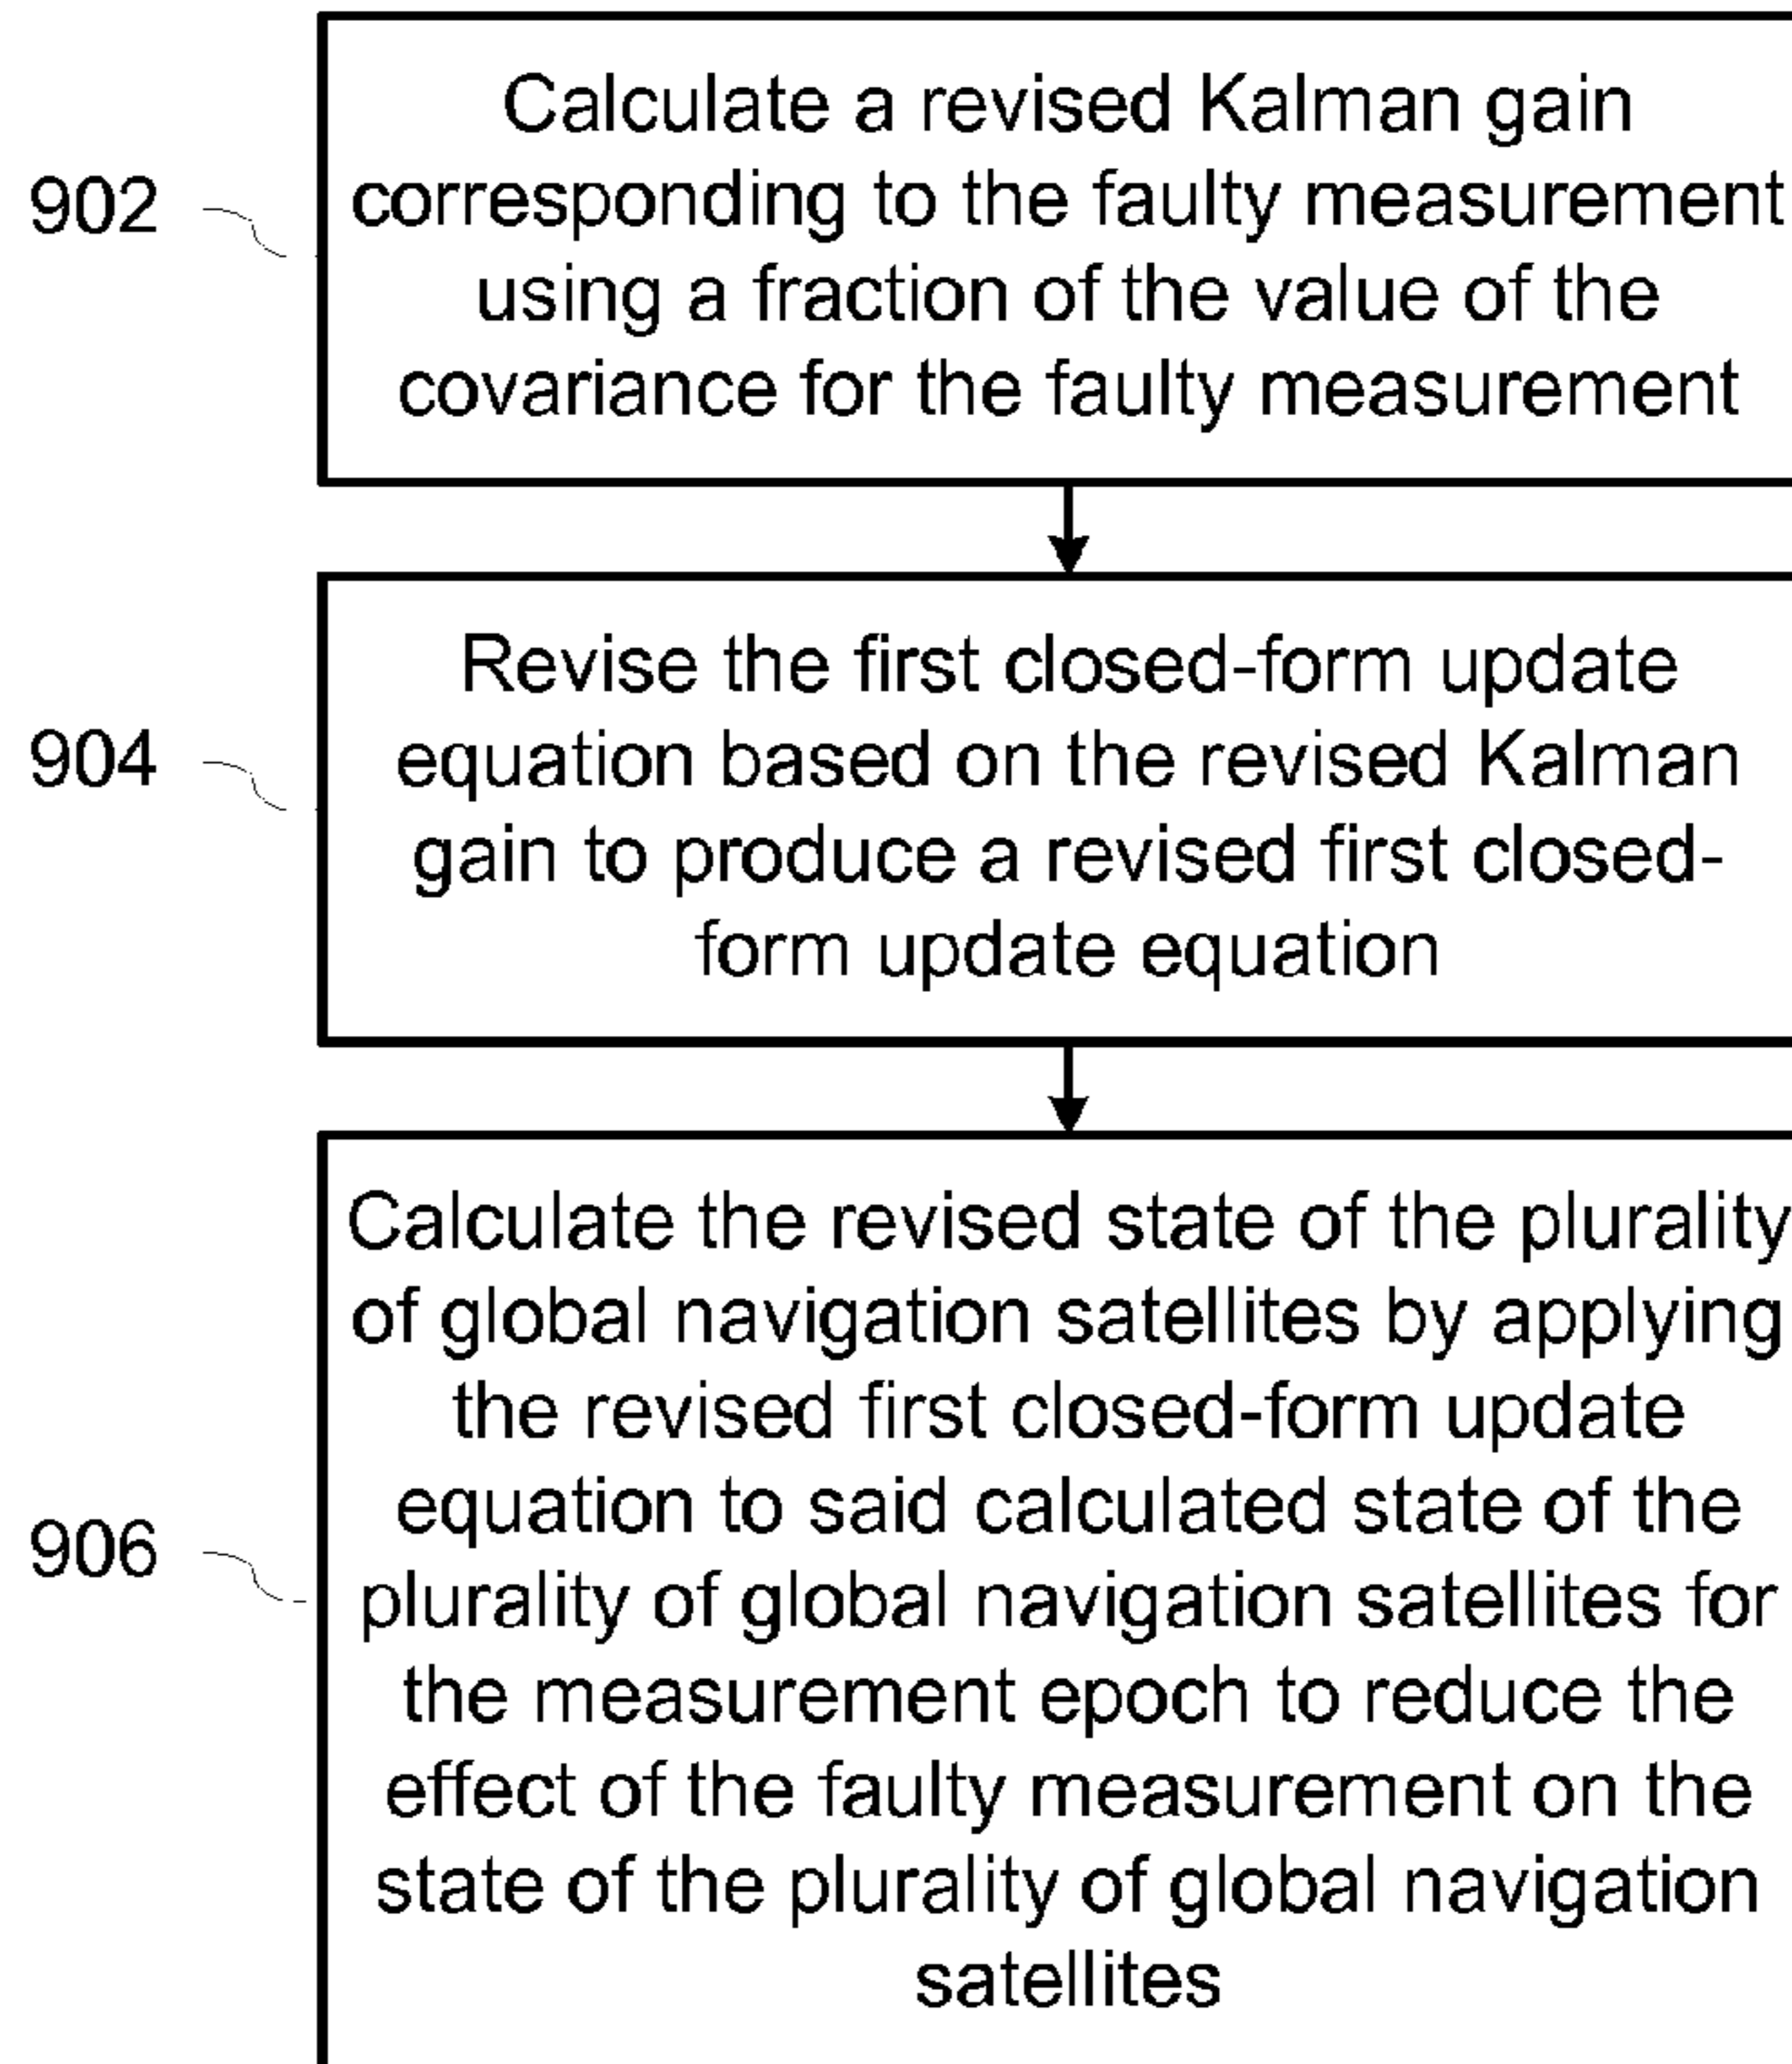 Calculate a revised Kalman gain
902
corresponding to the faulty measurement
using a fraction of the value of the
covariance for the faulty measurement
Revise the first closed-form update
904
equation based on the revised Kalman
gain to produce a revised first closed-
form update equation
Calculate the revised state of the plurality
of global navigation satellites by applying
the revised first closed-form update
equation to said calculated state of the
906
plurality of global navigation satellites for
the measurement epoch to reduce the
effect of the faulty measurement on the
state of the plurality of global navigation
satellites